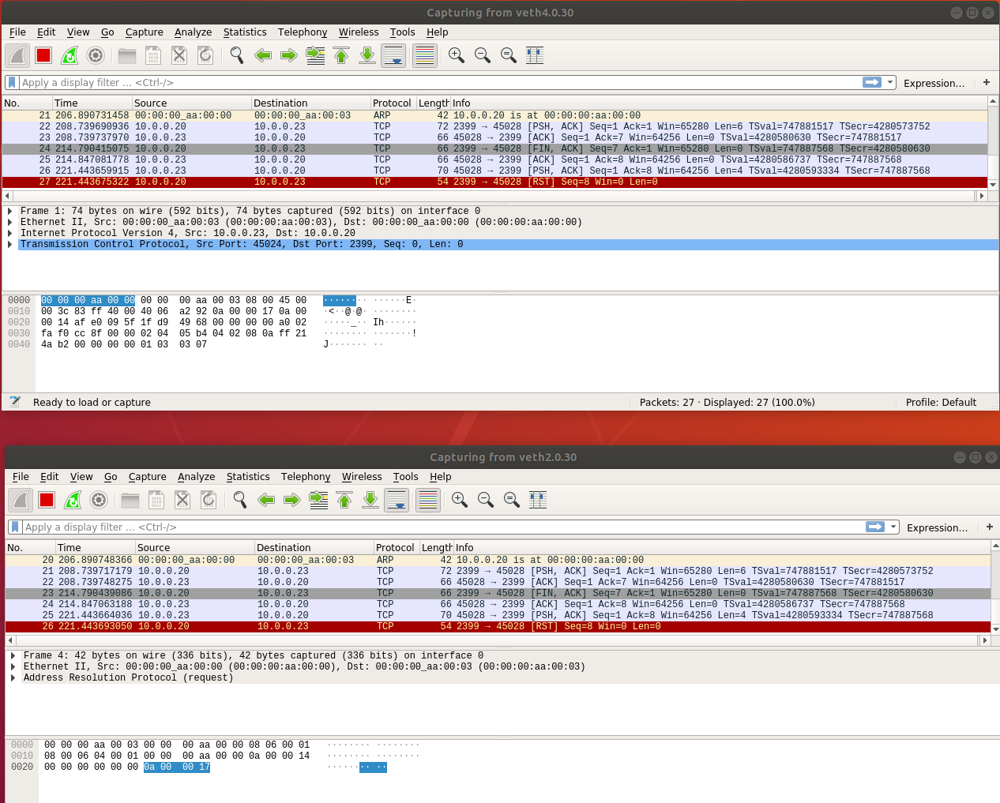 Capturing from veth4.0.30
File Edit View Go Capture Analyze Statistics Telephony Wireless Tools Help
Apply a display filter ... <Ctrl-/> Expression... +
No. Time Source Destination Protocol Length Info
21 206.890731458 00:00:00_aa:00:00 00:00:00_aa:00:03 ARP 42 10.0.0.20 is at 00:00:00:aa:00:00
22 208.739690936 10.0.0.20 10.0.0.23 TCP 72 2399 → 45028 [PSH, ACK] Seq=1 Ack=1 Win=65280 Len=6 TSval=747881517 TSecr=4280573752
23 208.739737970 10.0.0.23 10.0.0.20 TCP 66 45028 → 2399 [ACK] Seq=1 Ack=7 Win=64256 Len=0 TSval=4280580630 TSecr=747881517
24 214.790415075 10.0.0.20 10.0.0.23 TCP 66 2399 → 45028 [FIN, ACK] Seq=7 Ack=1 Win=65280 Len=0 TSval=747887568 TSecr=4280580630
25 214.847081778 10.0.0.23 10.0.0.20 TCP 66 45028 → 2399 [ACK] Seq=1 Ack=8 Win=64256 Len=0 TSval=4280586737 TSecr=747887568
26 221.443659915 10.0.0.23 10.0.0.20 TCP 70 45028 → 2399 [PSH, ACK] Seq=1 Ack=8 Win=64256 Len=4 TSval=4280593334 TSecr=747887568
27 221.443675322 10.0.0.20 10.0.0.23 TCP 54 2399 → 45028 [RST] Seq=8 Win=0 Len=0
Frame 1: 74 bytes on wire (592 bits), 74 bytes captured (592 bits) on interface 0
Ethernet II, Src: 00:00:00_aa:00:03 (00:00:00:aa:00:03), Dst: 00:00:00_aa:00:00 (00:00:00:aa:00:00)
Internet Protocol Version 4, Src: 10.0.0.23, Dst: 10.0.0.20
Transmission Control Protocol, Src Port: 45024, Dst Port: 2399, Seq: 0, Len: 0
0000 00 00 00 aa 00 00 00 00 00 aa 00 03 08 00 45 00 ········ ······E·
0010 00 3c 83 ff 40 00 40 06 a2 92 0a 00 00 17 0a 00 ·<··@·@· ········
0020 00 14 af e0 09 5f 1f d9 49 68 00 00 00 00 a0 02 ·····_·· Ih······
0030 fa f0 cc 8f 00 00 02 04 05 b4 04 02 08 0a ff 21 ········ ·······!
0040 4a b2 00 00 00 00 01 03 03 07 J······· ··
Ready to load or capture Packets: 27 · Displayed: 27 (100.0%) Profile: Default
Capturing from veth2.0.30
File Edit View Go Capture Analyze Statistics Telephony Wireless Tools Help
Apply a display filter ... <Ctrl-/> Expression... +
No. Time Source Destination Protocol Length Info
20 206.890748366 00:00:00_aa:00:00 00:00:00_aa:00:03 ARP 42 10.0.0.20 is at 00:00:00:aa:00:00
21 208.739717179 10.0.0.20 10.0.0.23 TCP 72 2399 → 45028 [PSH, ACK] Seq=1 Ack=1 Win=65280 Len=6 TSval=747881517 TSecr=4280573752
22 208.739748275 10.0.0.23 10.0.0.20 TCP 66 45028 → 2399 [ACK] Seq=1 Ack=7 Win=64256 Len=0 TSval=4280580630 TSecr=747881517
23 214.790439086 10.0.0.20 10.0.0.23 TCP 66 2399 → 45028 [FIN, ACK] Seq=7 Ack=1 Win=65280 Len=0 TSval=747887568 TSecr=4280580630
24 214.847063188 10.0.0.23 10.0.0.20 TCP 66 45028 → 2399 [ACK] Seq=1 Ack=8 Win=64256 Len=0 TSval=4280586737 TSecr=747887568
25 221.443664036 10.0.0.23 10.0.0.20 TCP 70 45028 → 2399 [PSH, ACK] Seq=1 Ack=8 Win=64256 Len=4 TSval=4280593334 TSecr=747887568
26 221.443693050 10.0.0.20 10.0.0.23 TCP 54 2399 → 45028 [RST] Seq=8 Win=0 Len=0
Frame 4: 42 bytes on wire (336 bits), 42 bytes captured (336 bits) on interface 0
Ethernet II, Src: 00:00:00_aa:00:00 (00:00:00:aa:00:00), Dst: 00:00:00_aa:00:03 (00:00:00:aa:00:03)
Address Resolution Protocol (request)
0000 00 00 00 aa 00 03 00 00 00 aa 00 00 08 06 00 01 ········ ········
0010 08 00 06 04 00 01 00 00 00 aa 00 00 0a 00 00 14 ········ ········
0020 00 00 00 00 00 00 0a 00 00 17 ········ ··